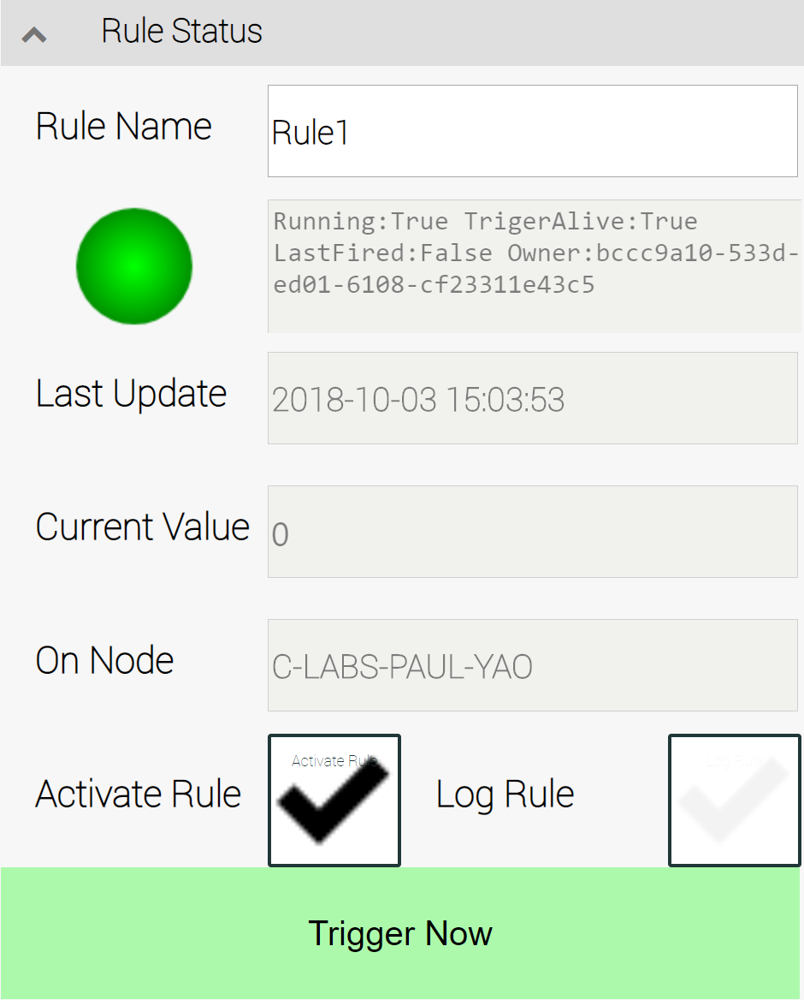 Rule Status
Rule Name
Rule1
Running:True TrigerAlive:True
LastFired:False Owner:bccc9a10-533d-
ed01-6108-cf23311e43c5
Last Update
2018-10-03 15:03:53
Current Value
0
On Node
C-LABS-PAUL-YAO
Activate Rule
Activate Rule
Log Rule
Log Rule
Trigger Now